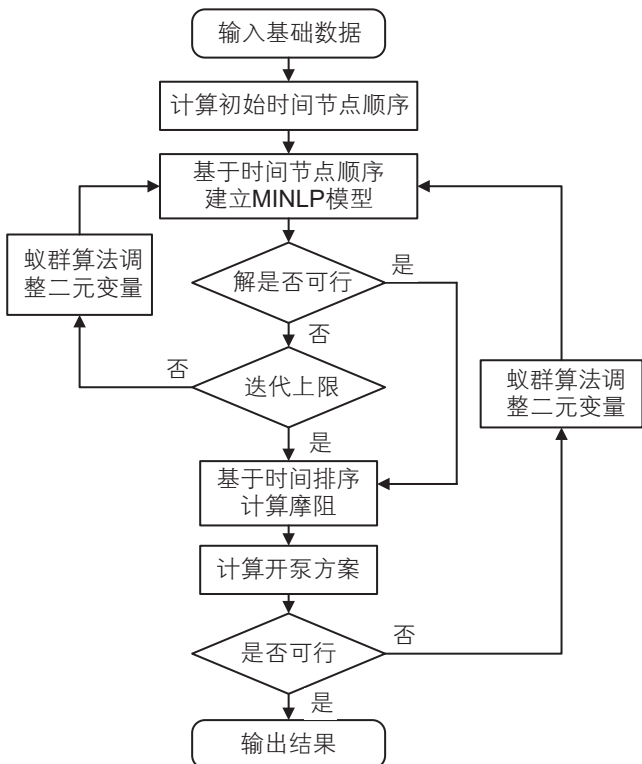 输入基础数据
计算初始时间节点顺序
基于时间节点顺序
建立MINLP模型
蚁群算法调
整二元变量
解是否可行
是
否
迭代上限
否
是
蚁群算法调
整二元变量
基于时间排序
计算摩阻
计算开泵方案
是否可行
否
是
输出结果